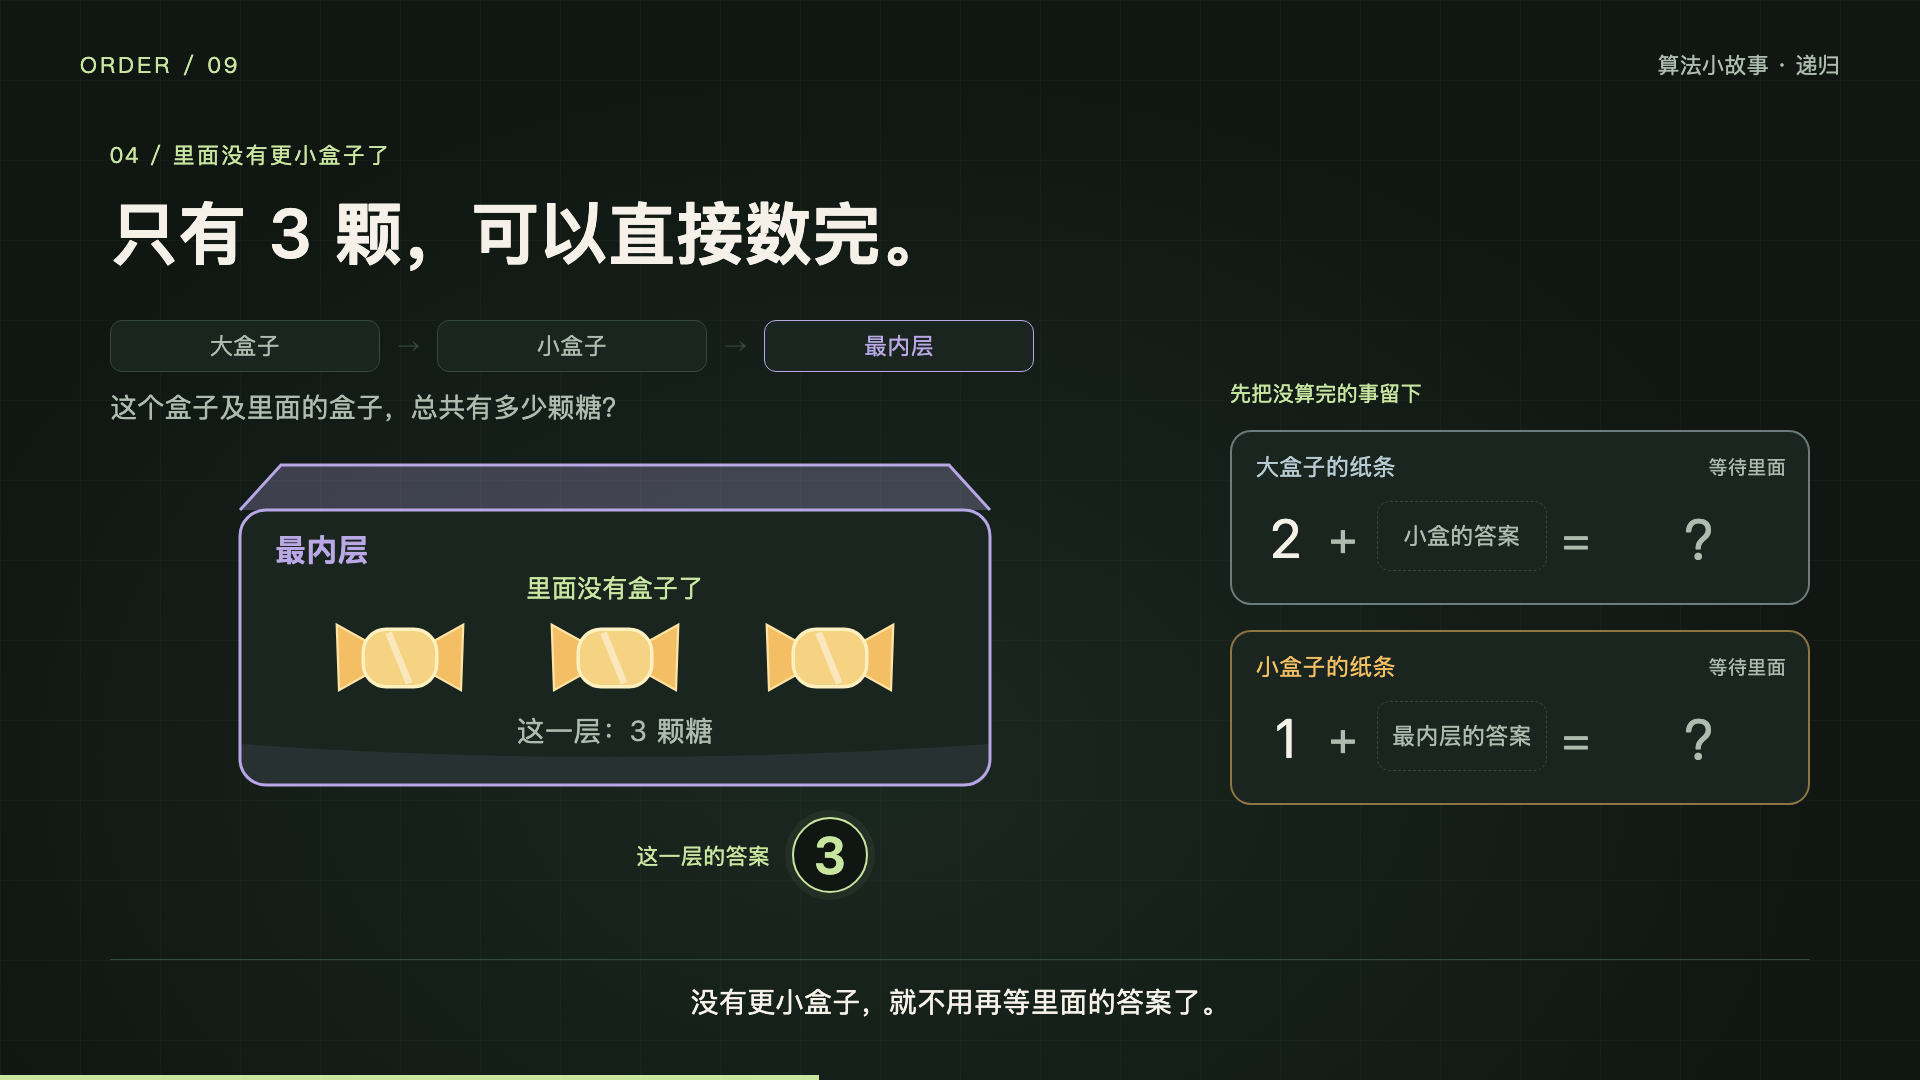 ORDER / 09
算法小故事 · 递归
04 / 里面没有更小盒子了
只有 3 颗，可以直接数完。
大盒子 → 小盒子 → 最内层
这个盒子及里面的盒子，总共有多少颗糖？
最内层
里面没有盒子了
这一层：3 颗糖
这一层的答案 3
先把没算完的事留下
大盒子的纸条 等待里面
2 + 小盒的答案 = ?
小盒子的纸条 等待里面
1 + 最内层的答案 = ?
没有更小盒子，就不用再等里面的答案了。